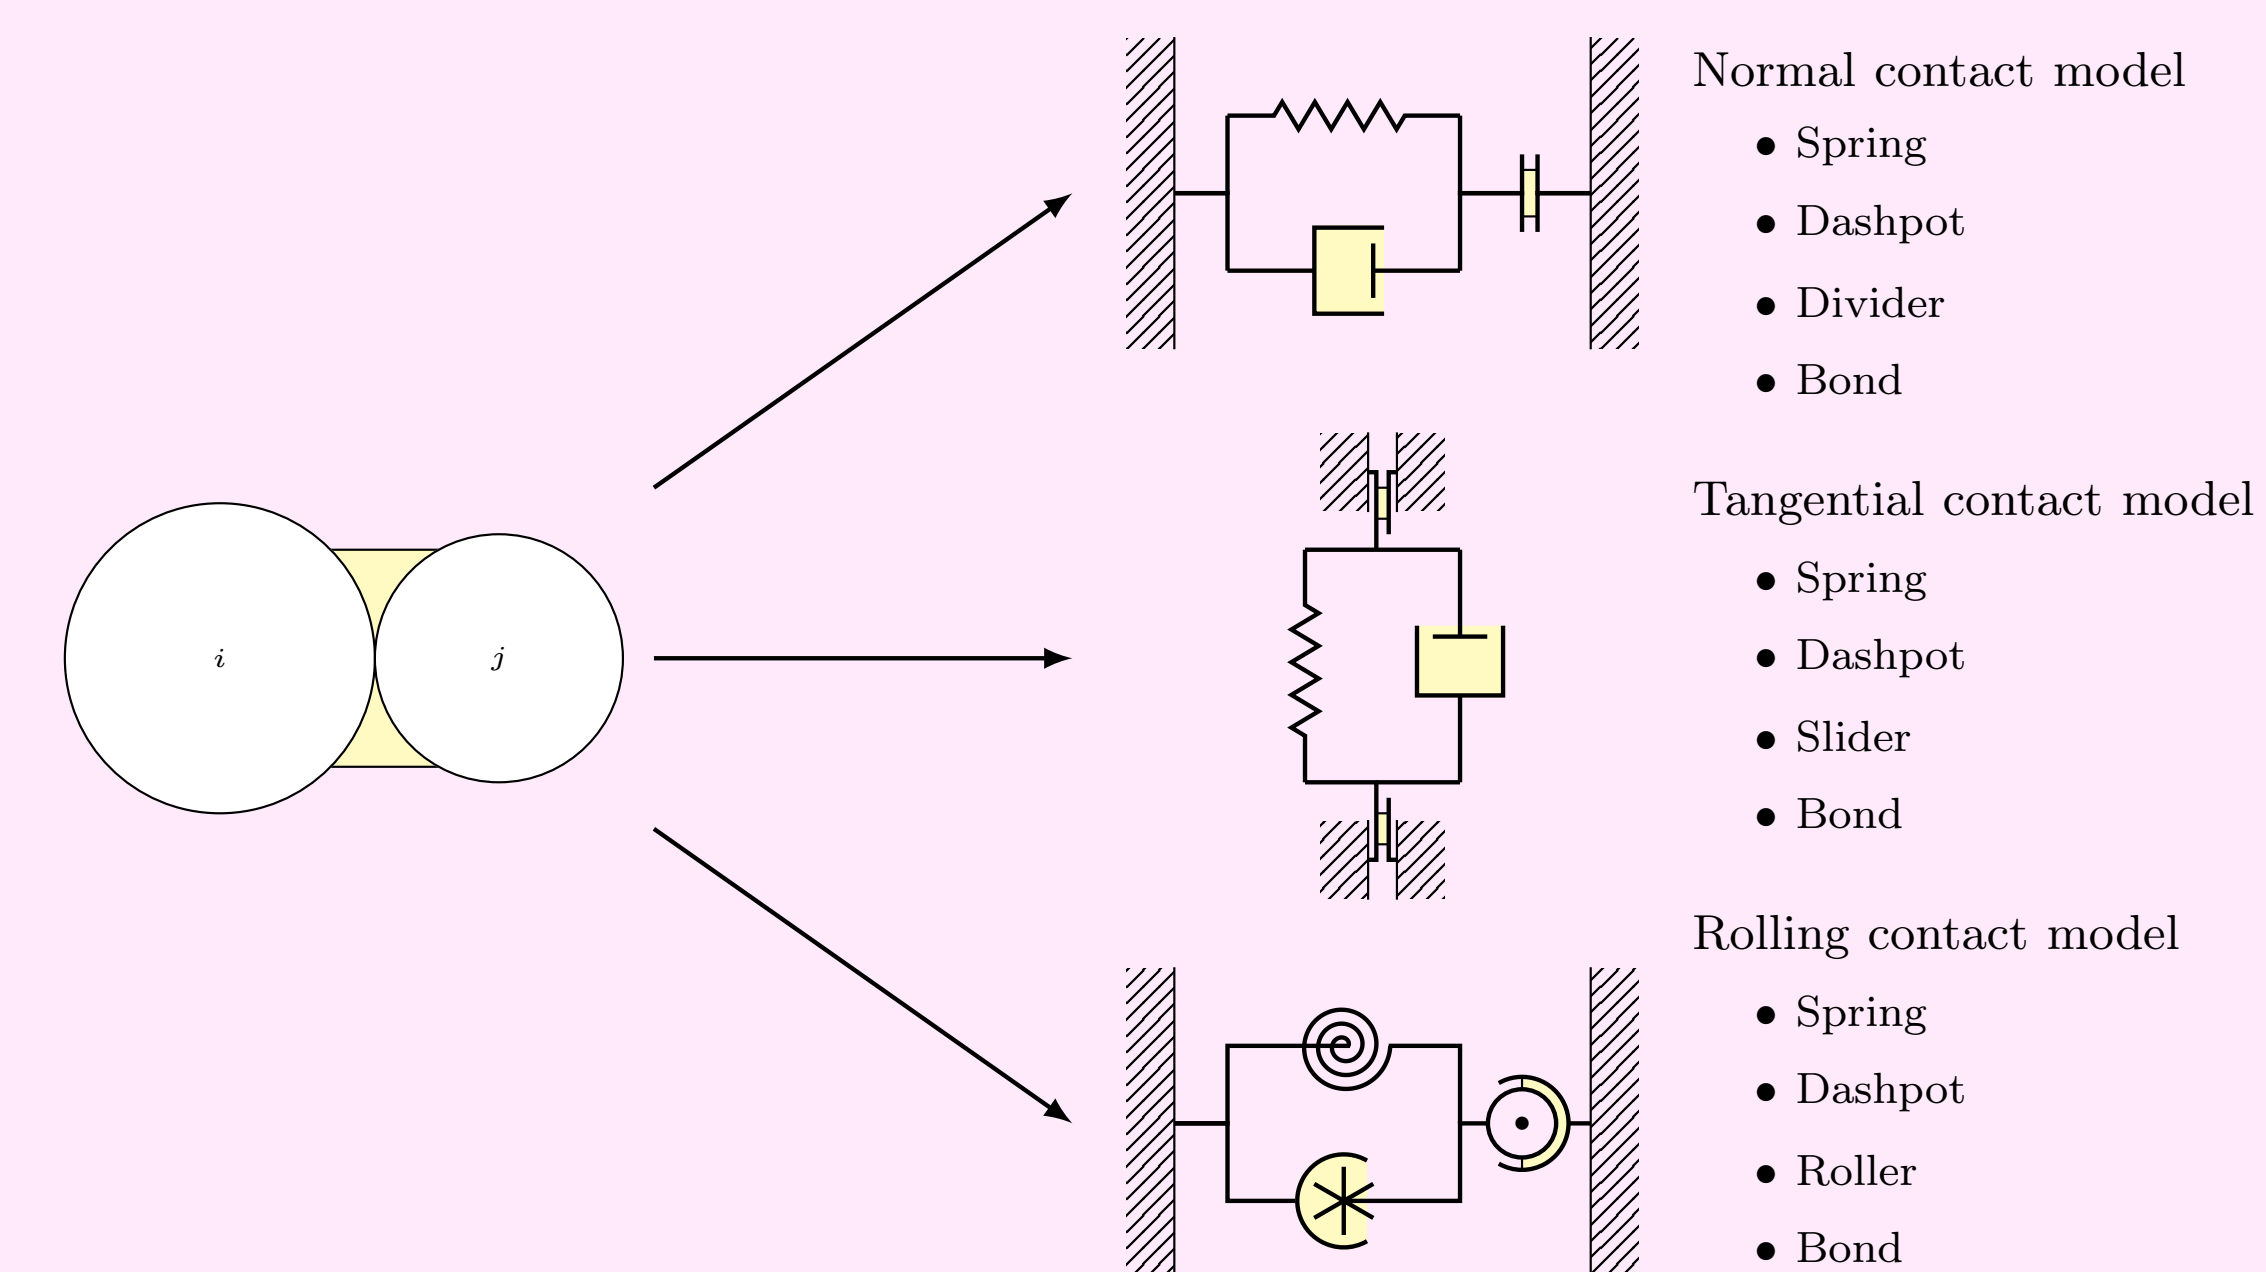 Normal contact model
• Spring
• Dashpot
• Divider
• Bond
i
j
Tangential contact model
• Spring
• Dashpot
• Slider
• Bond
Rolling contact model
• Spring
• Dashpot
• Roller
• Bond